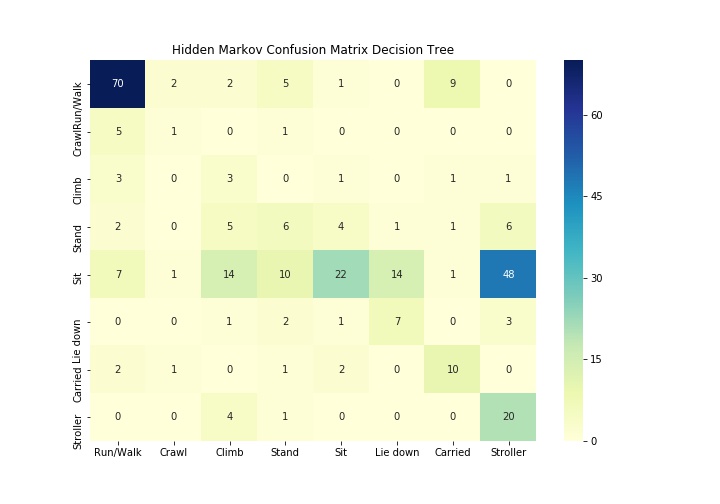 Hidden Markov Confusion Matrix Decision Tree
Run/Walk 70 2 2 5 1 0 9 0
Crawl 5 1 0 1 0 0 0 0
Climb 3 0 3 0 1 0 1 1
Stand 2 0 5 6 4 1 1 6
Sit 7 1 14 10 22 14 1 48
Lie down 0 0 1 2 1 7 0 3
Carried 2 1 0 1 2 0 10 0
Stroller 0 0 4 1 0 0 0 20
Run/Walk Crawl Climb Stand Sit Lie down Carried Stroller
60
45
30
15
0